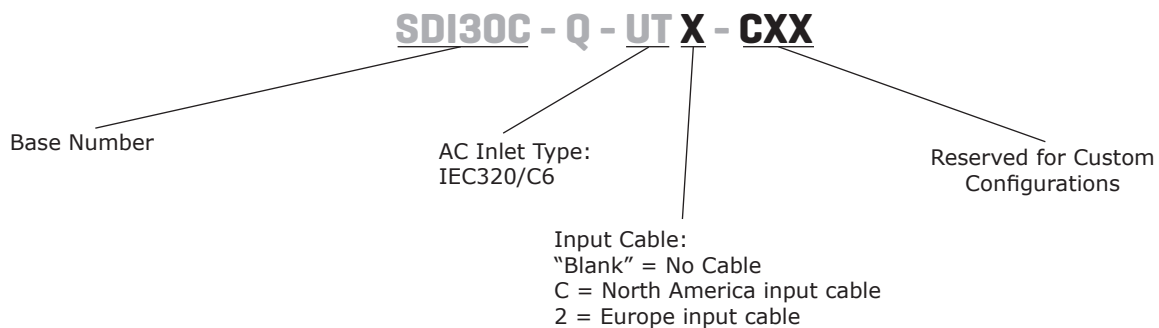 SDI30C - Q - UT X - CXX
Base Number
AC Inlet Type:
IEC320/C6
Reserved for Custom
Configurations
Input Cable:
“Blank” = No Cable
C = North America input cable
2 = Europe input cable